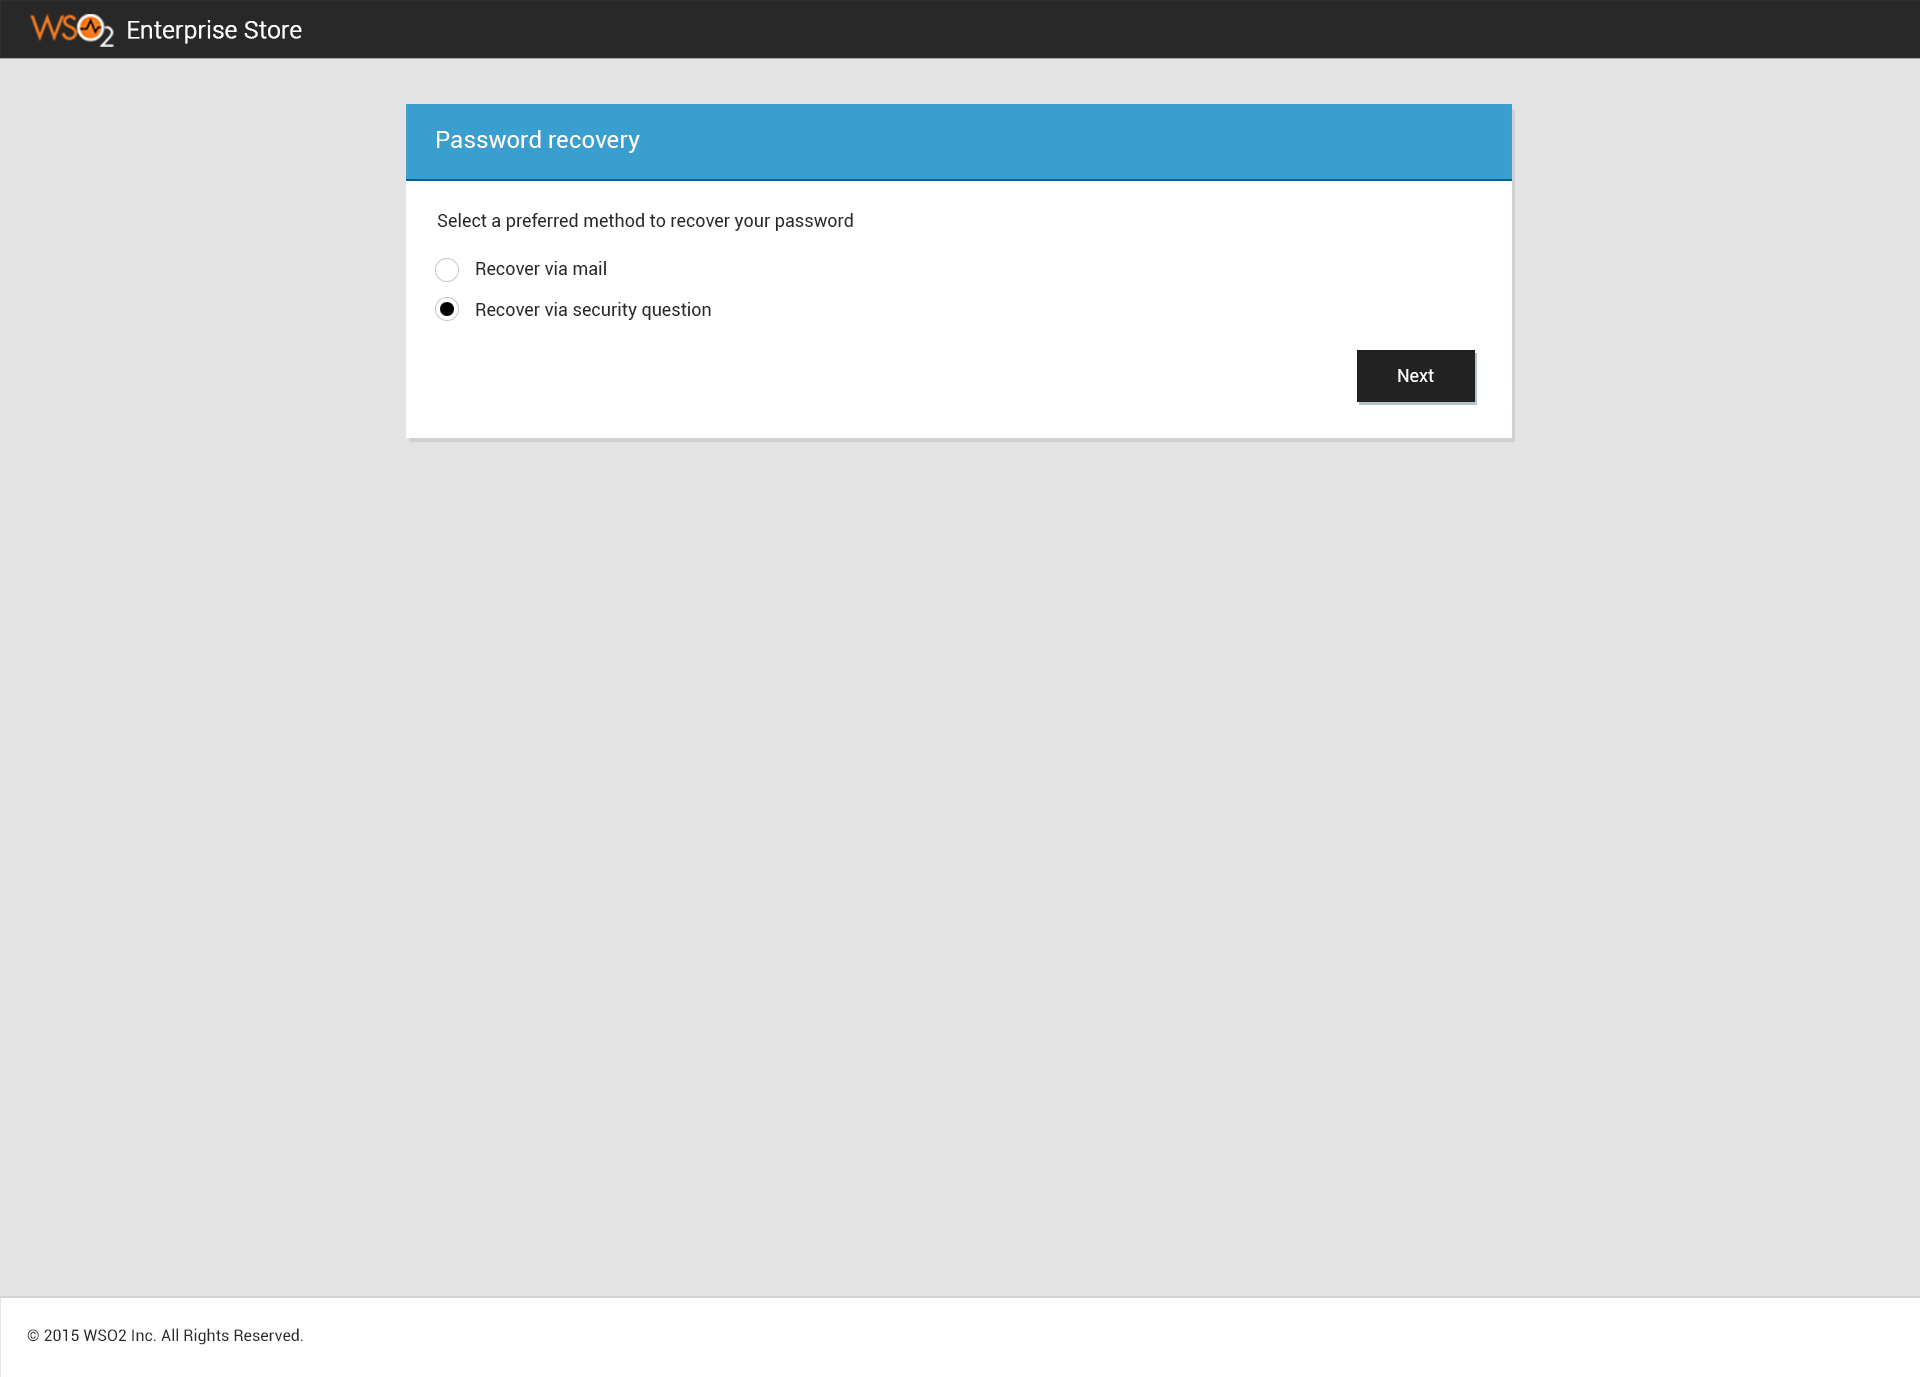 WSO2 Enterprise Store
Password recovery
Select a preferred method to recover your password
Recover via mail
Recover via security question
Next
© 2015 WSO2 Inc. All Rights Reserved.